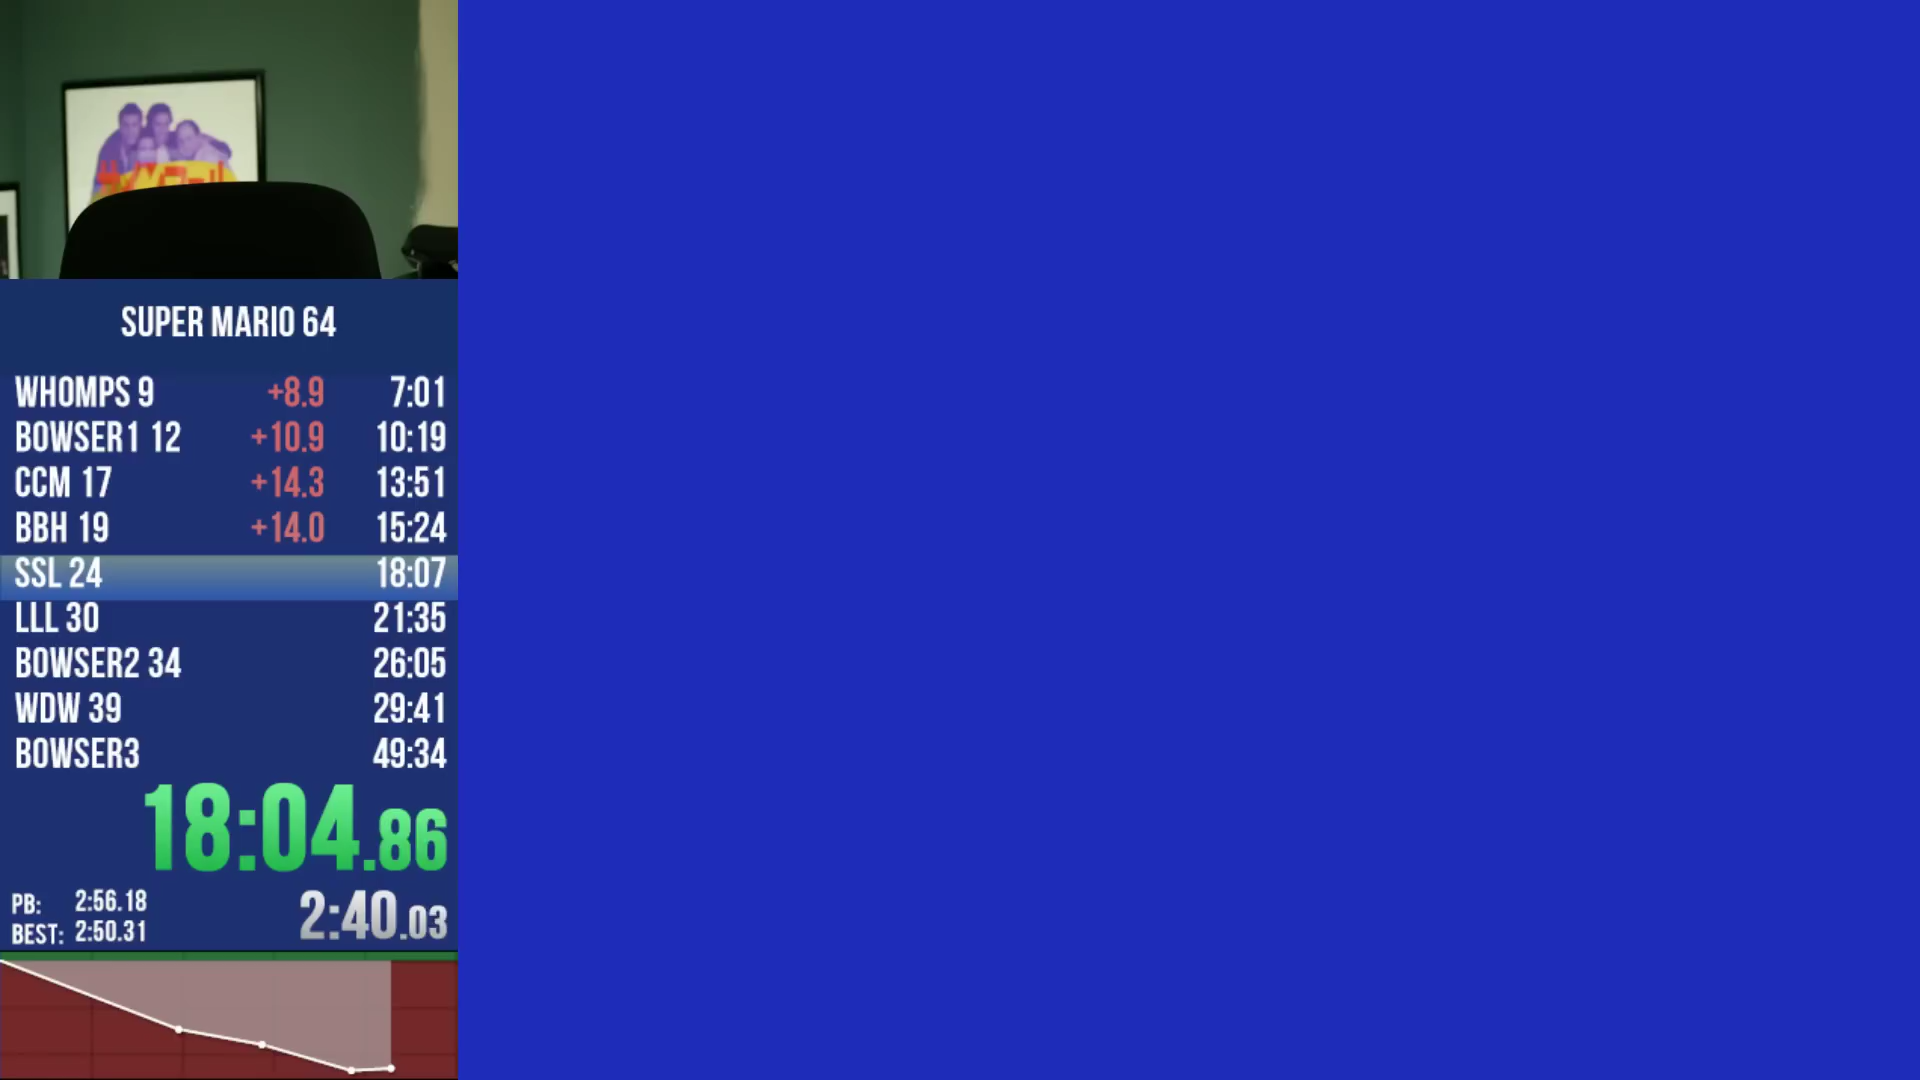 SUPER MARIO 64
WHOMPS 9 +8.9 7:01
BOWSER1 12 +10.9 10:19
CCM 17 +14.3 13:51
BBH 19 +14.0 15:24
SSL 24 18:07
LLL 30 21:35
BOWSER2 34 26:05
WDW 39 29:41
BOWSER3 49:34
18:04.86
PB: 2:56.18 2:40.03
BEST: 2:50.31